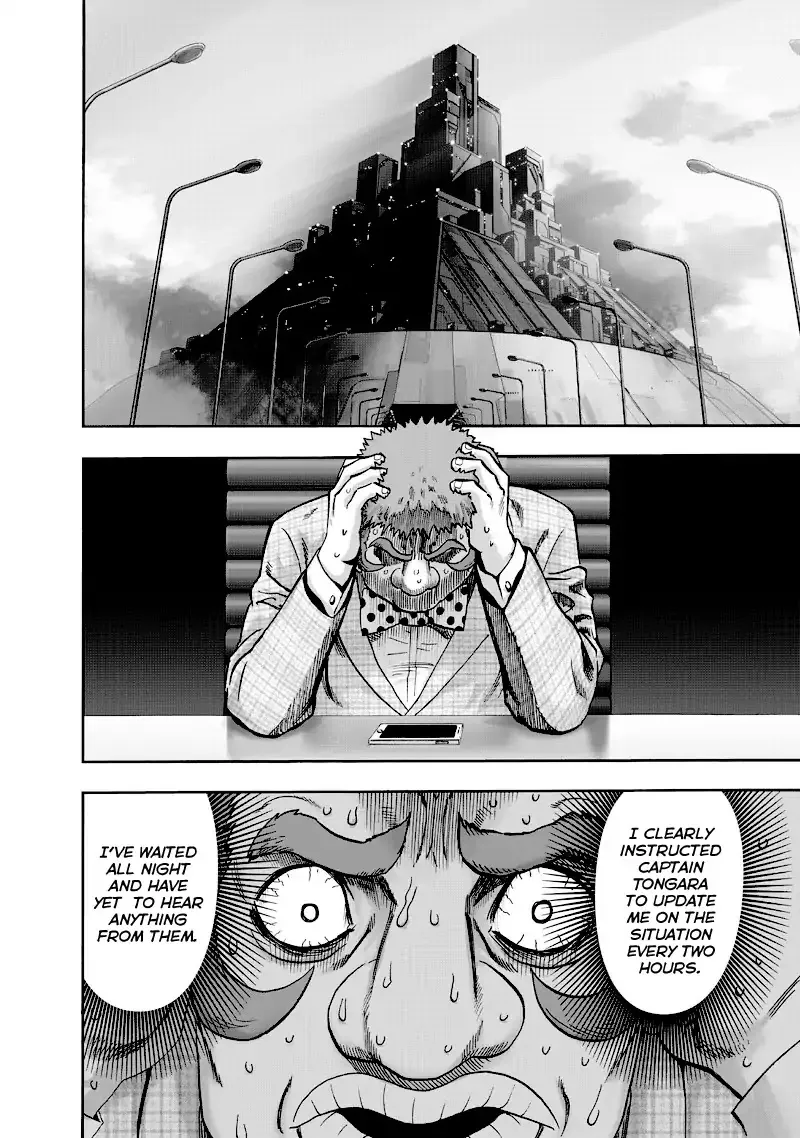 I CLEARLY
INSTRUCTED
CAPTAIN
TONGARA
TO UPDATE
ME ON THE
SITUATION
EVERY TWO
HOURS.
I'VE WAITED
ALL NIGHT
AND HAVE
YET TO HEAR
ANYTHING
FROM THEM.